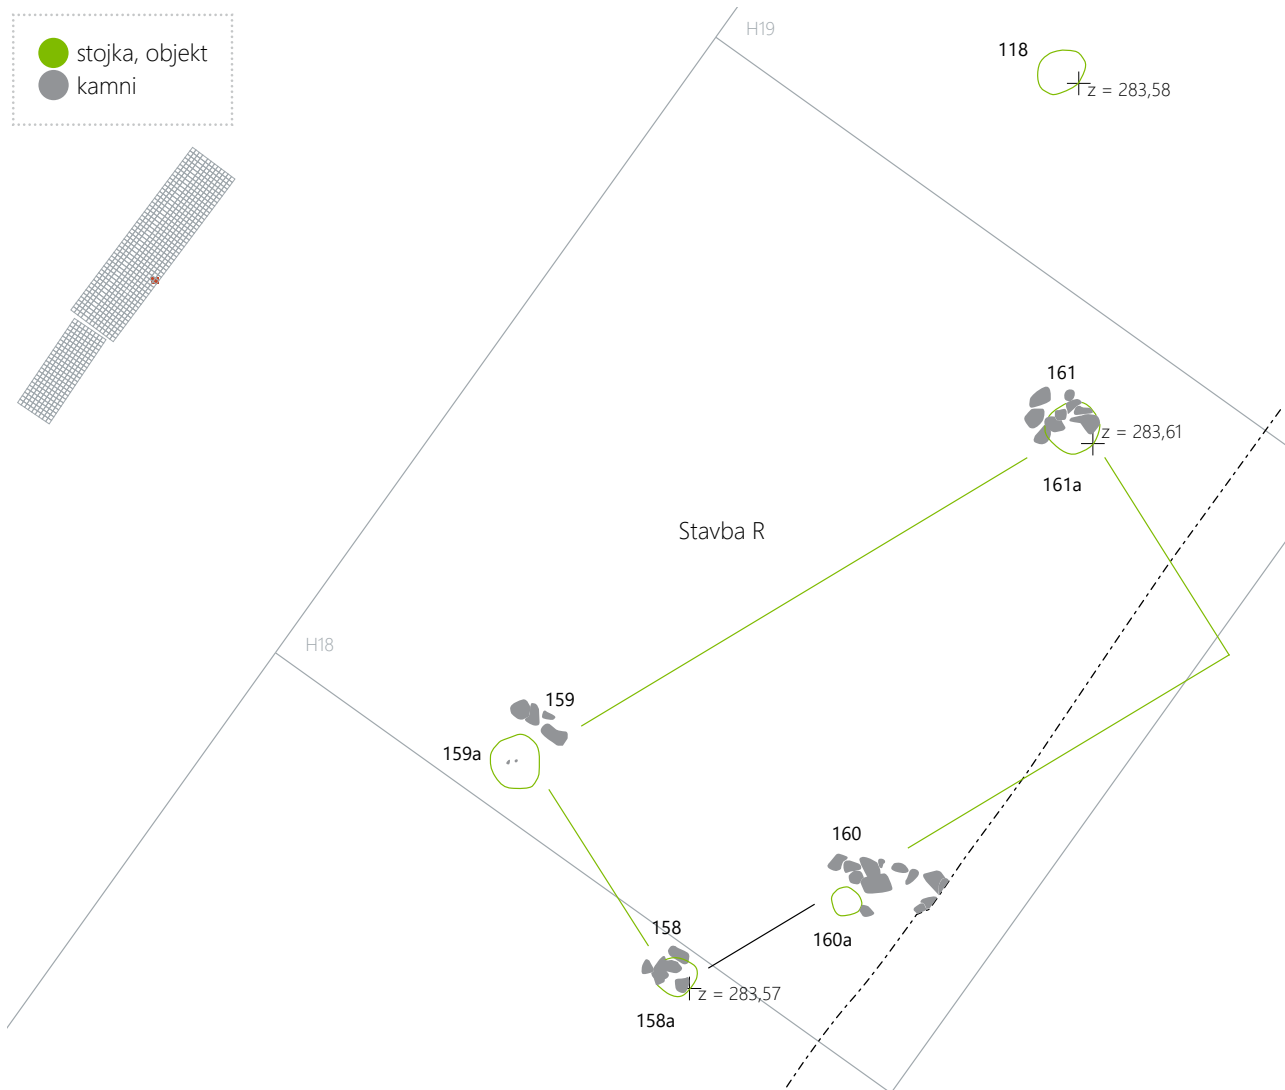 stojka, objekt
kamni
H19
118
z = 283,58
161
z = 283,61
161a
Stavba R
H18
159
159a
160
160a
158
z = 283,57
158a